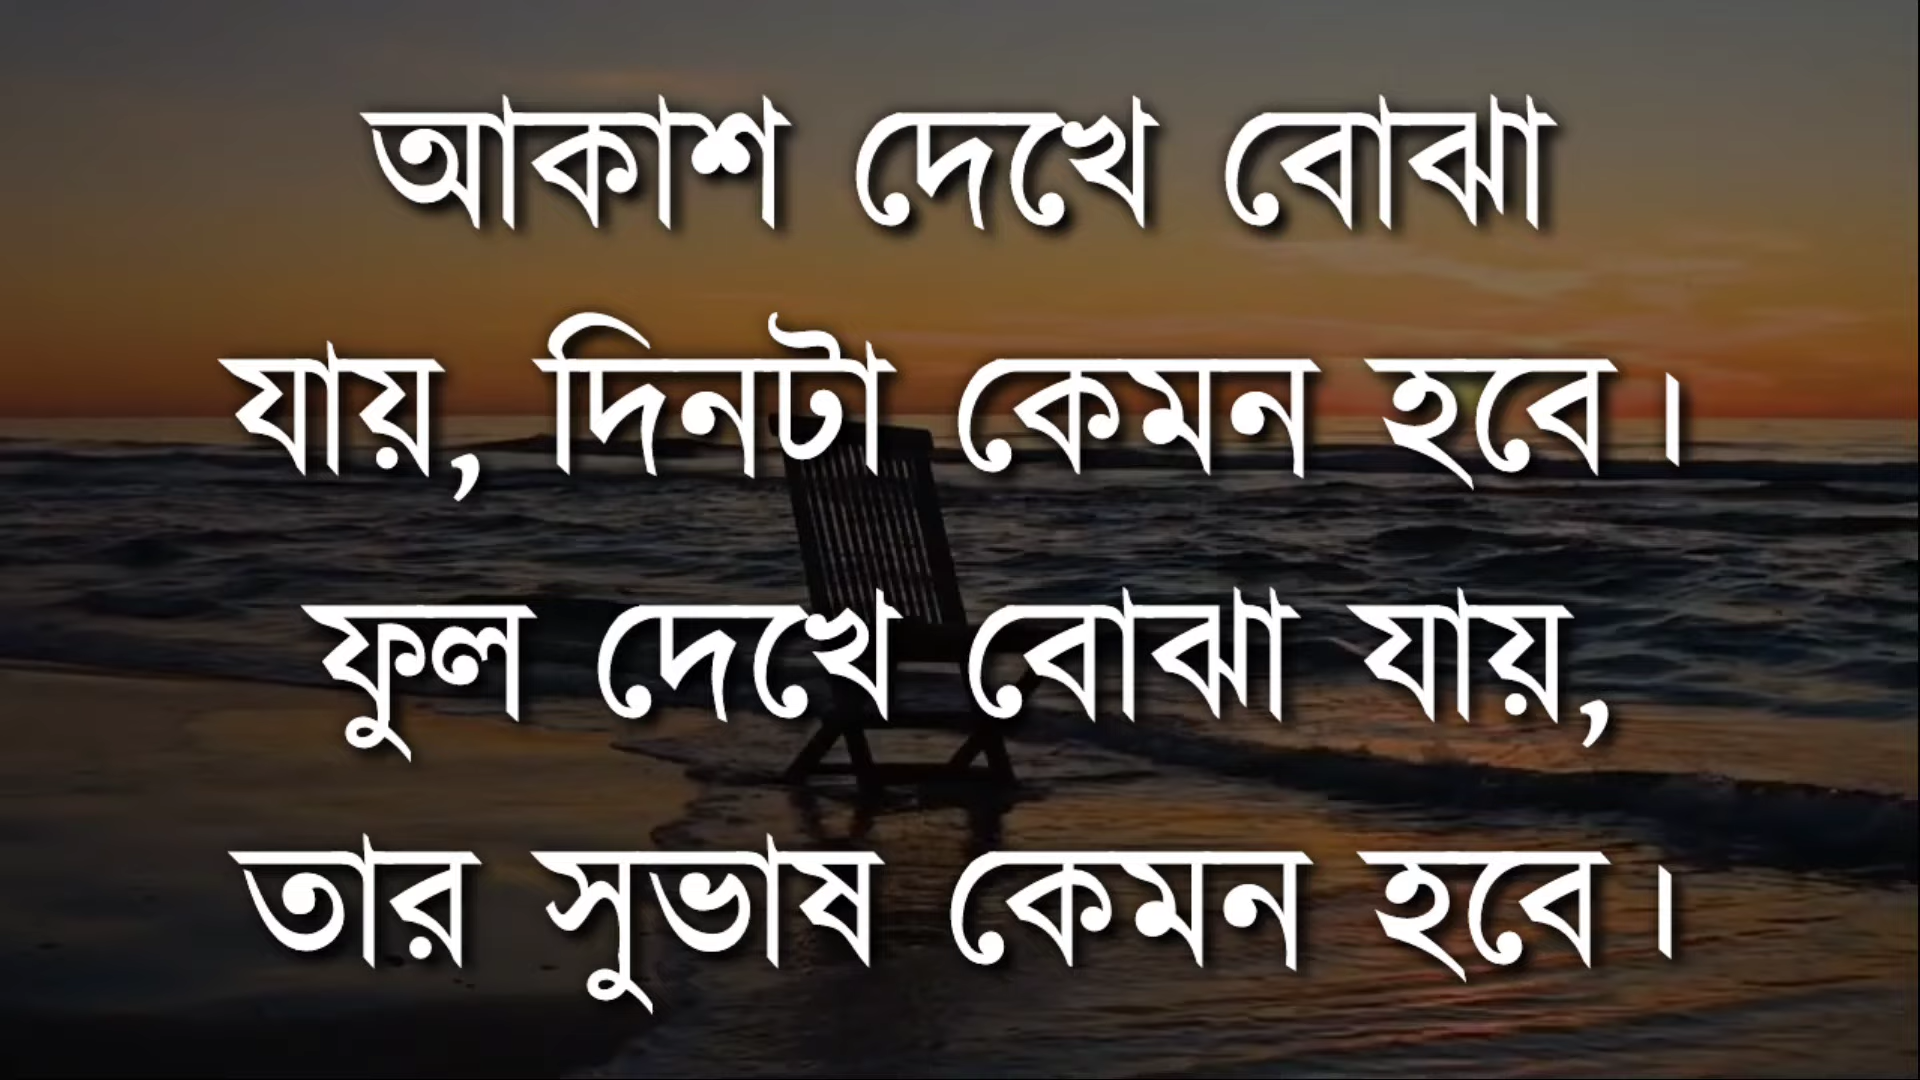 আকাশ দেখে বোঝা
যায়, দিনটা কেমন হবে।
ফুল দেখে বোঝা যায়,
তার সুভাষ কেমন হবে।